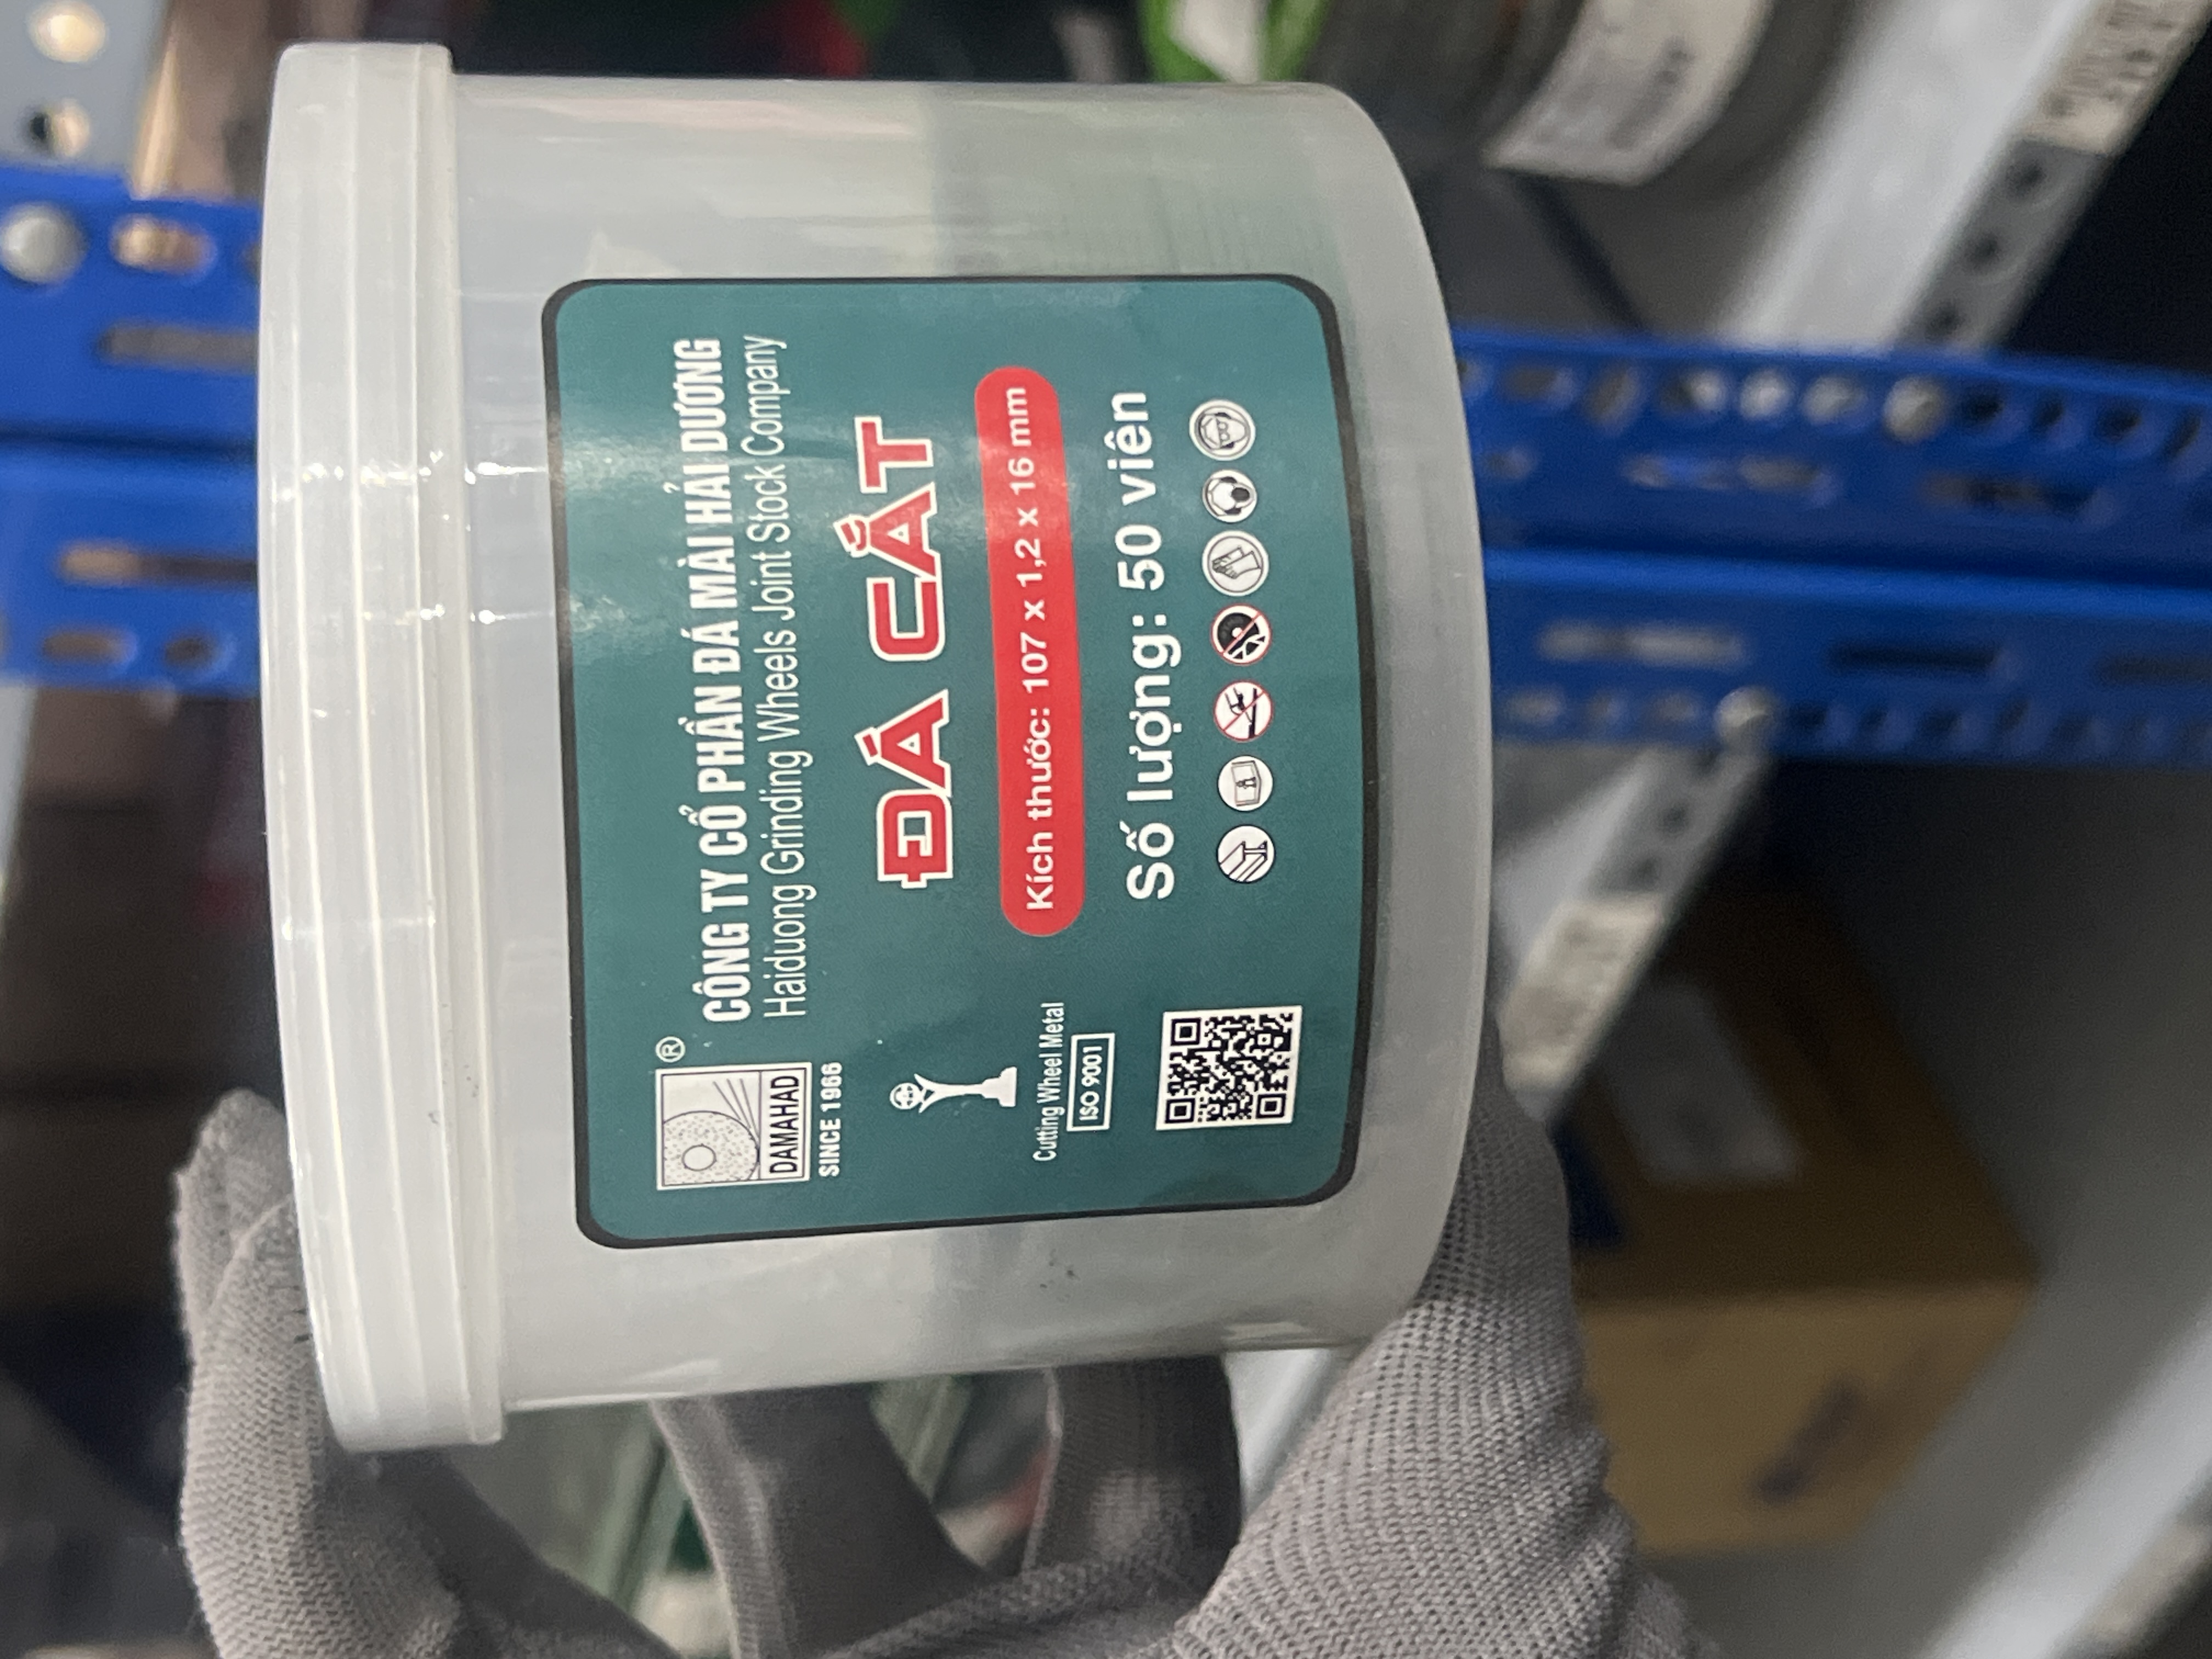 CÔNG TY CỔ PHẦN ĐÁ MÀI HẢI DƯƠNG
Haiduong Grinding Wheels Joint Stock Company
®
DAMAHAD
SINCE 1966
ĐÁ CẮT
Kích thước: 107 x 1,2 x 16 mm
Số lượng: 50 viên
Cutting Wheel Metal
ISO 9001